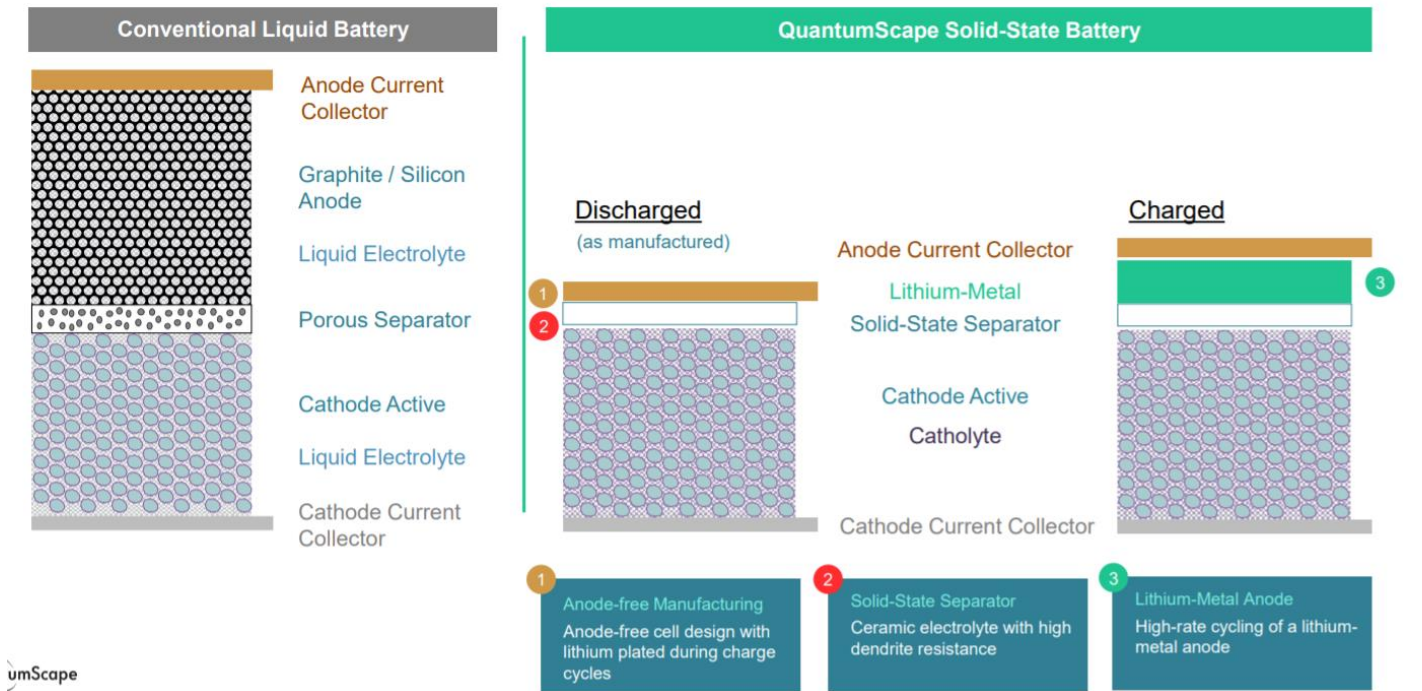 Conventional Liquid Battery
Anode Current
Collector
Graphite / Silicon
Anode
Liquid Electrolyte
Porous Separator
Cathode Active
Liquid Electrolyte
Cathode Current
Collector
QuantumScape Solid-State Battery
Discharged
(as manufactured)
Charged
1
2
Anode Current Collector
Lithium-Metal
Solid-State Separator
Cathode Active
Catholyte
Cathode Current Collector
3
1
Anode-free Manufacturing
Anode-free cell design with
lithium plated during charge
cycles
2
Solid-State Separator
Ceramic electrolyte with high
dendrite resistance
3
Lithium-Metal Anode
High-rate cycling of a lithium-
metal anode
umScape